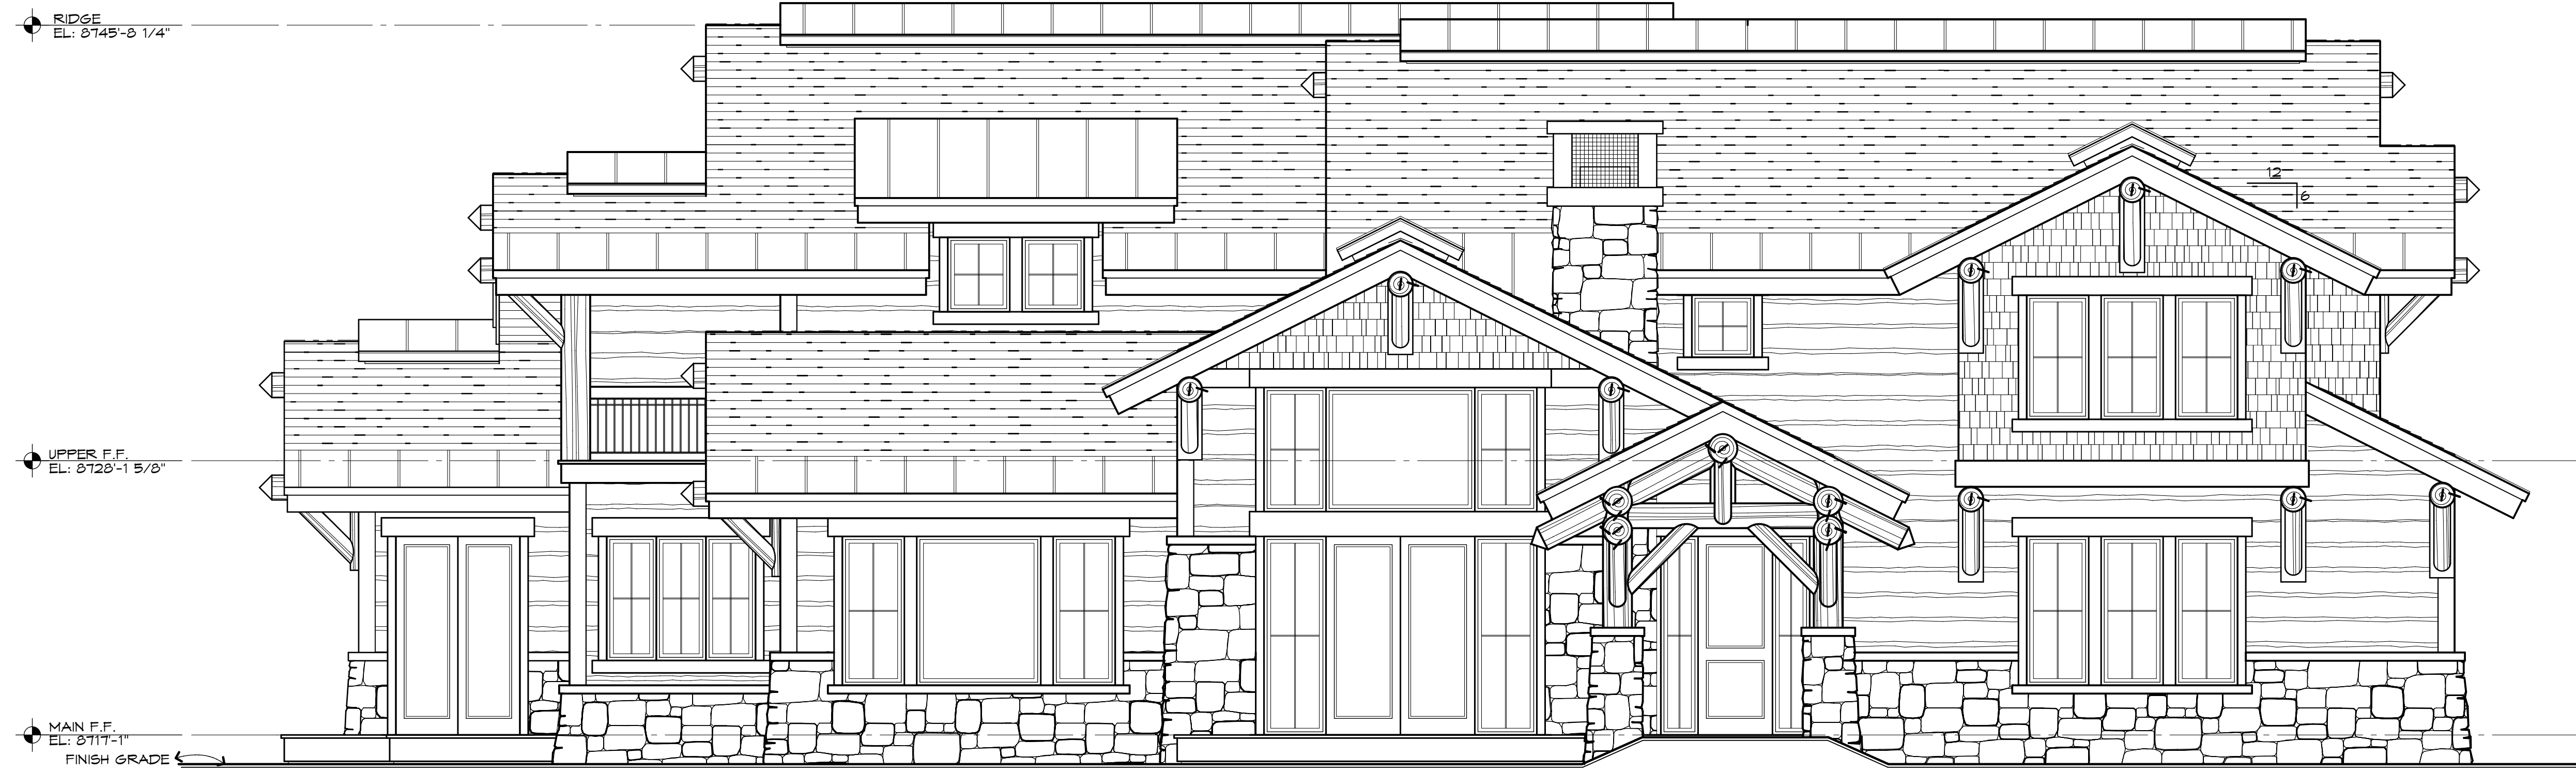 RIDGE
EL: 8745'-8 1/4"
12
6
UPPER F.F.
EL: 8728'-1 5/8"
MAIN F.F.
EL: 8717'-1"
FINISH GRADE